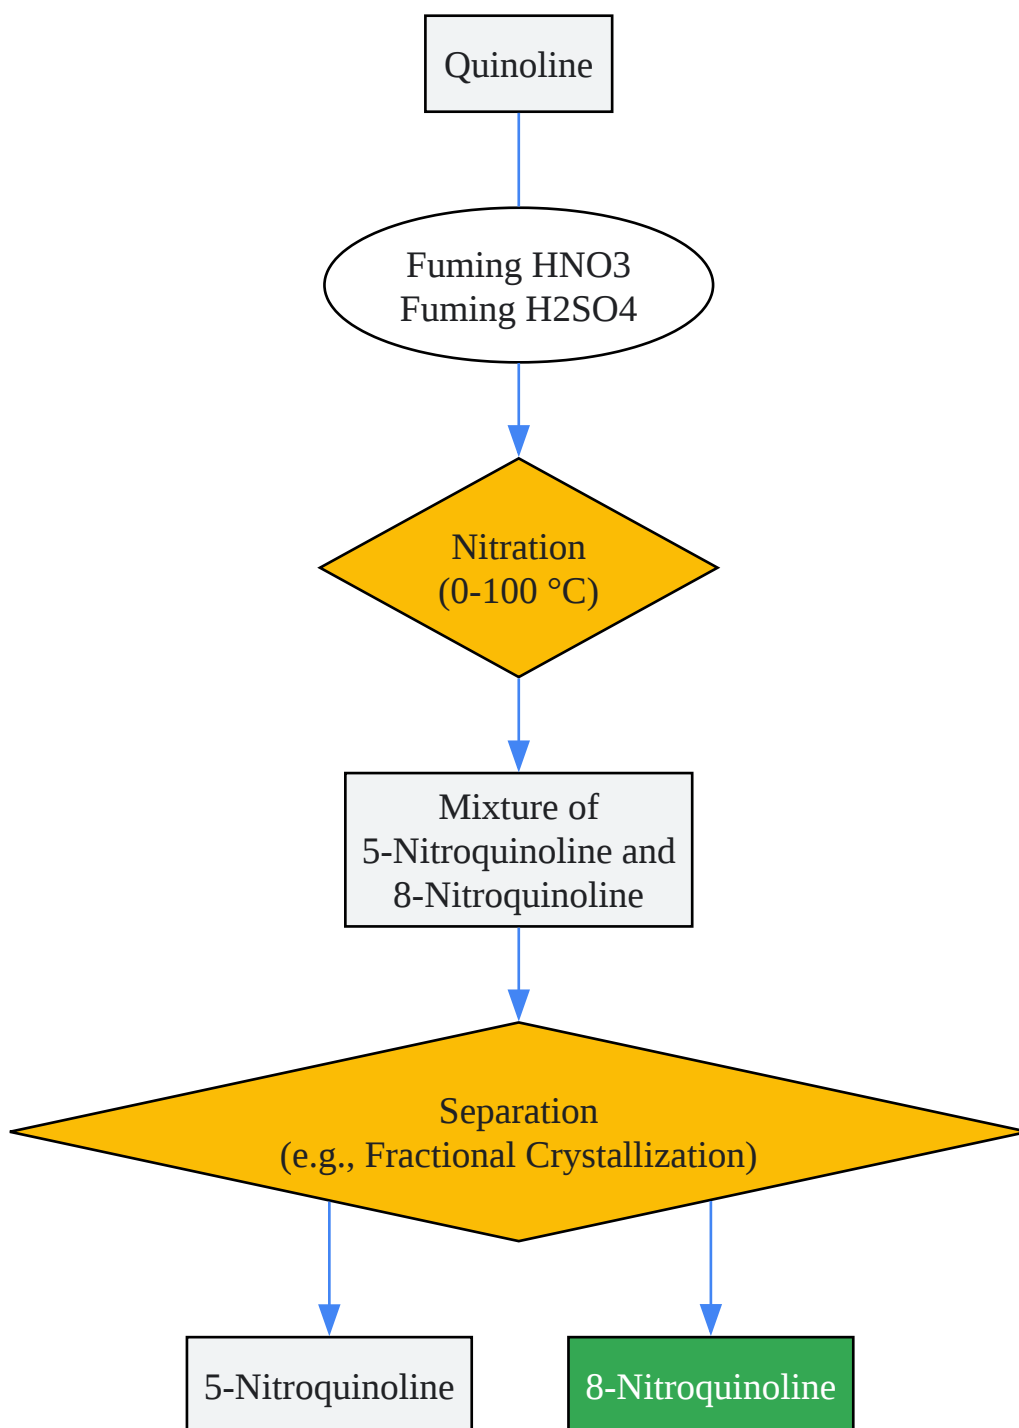 Quinoline
Fuming HNO3
Fuming H2SO4
Nitration
(0-100 °C)
Mixture of
5-Nitroquinoline and
8-Nitroquinoline
Separation
(e.g., Fractional Crystallization)
5-Nitroquinoline
8-Nitroquinoline